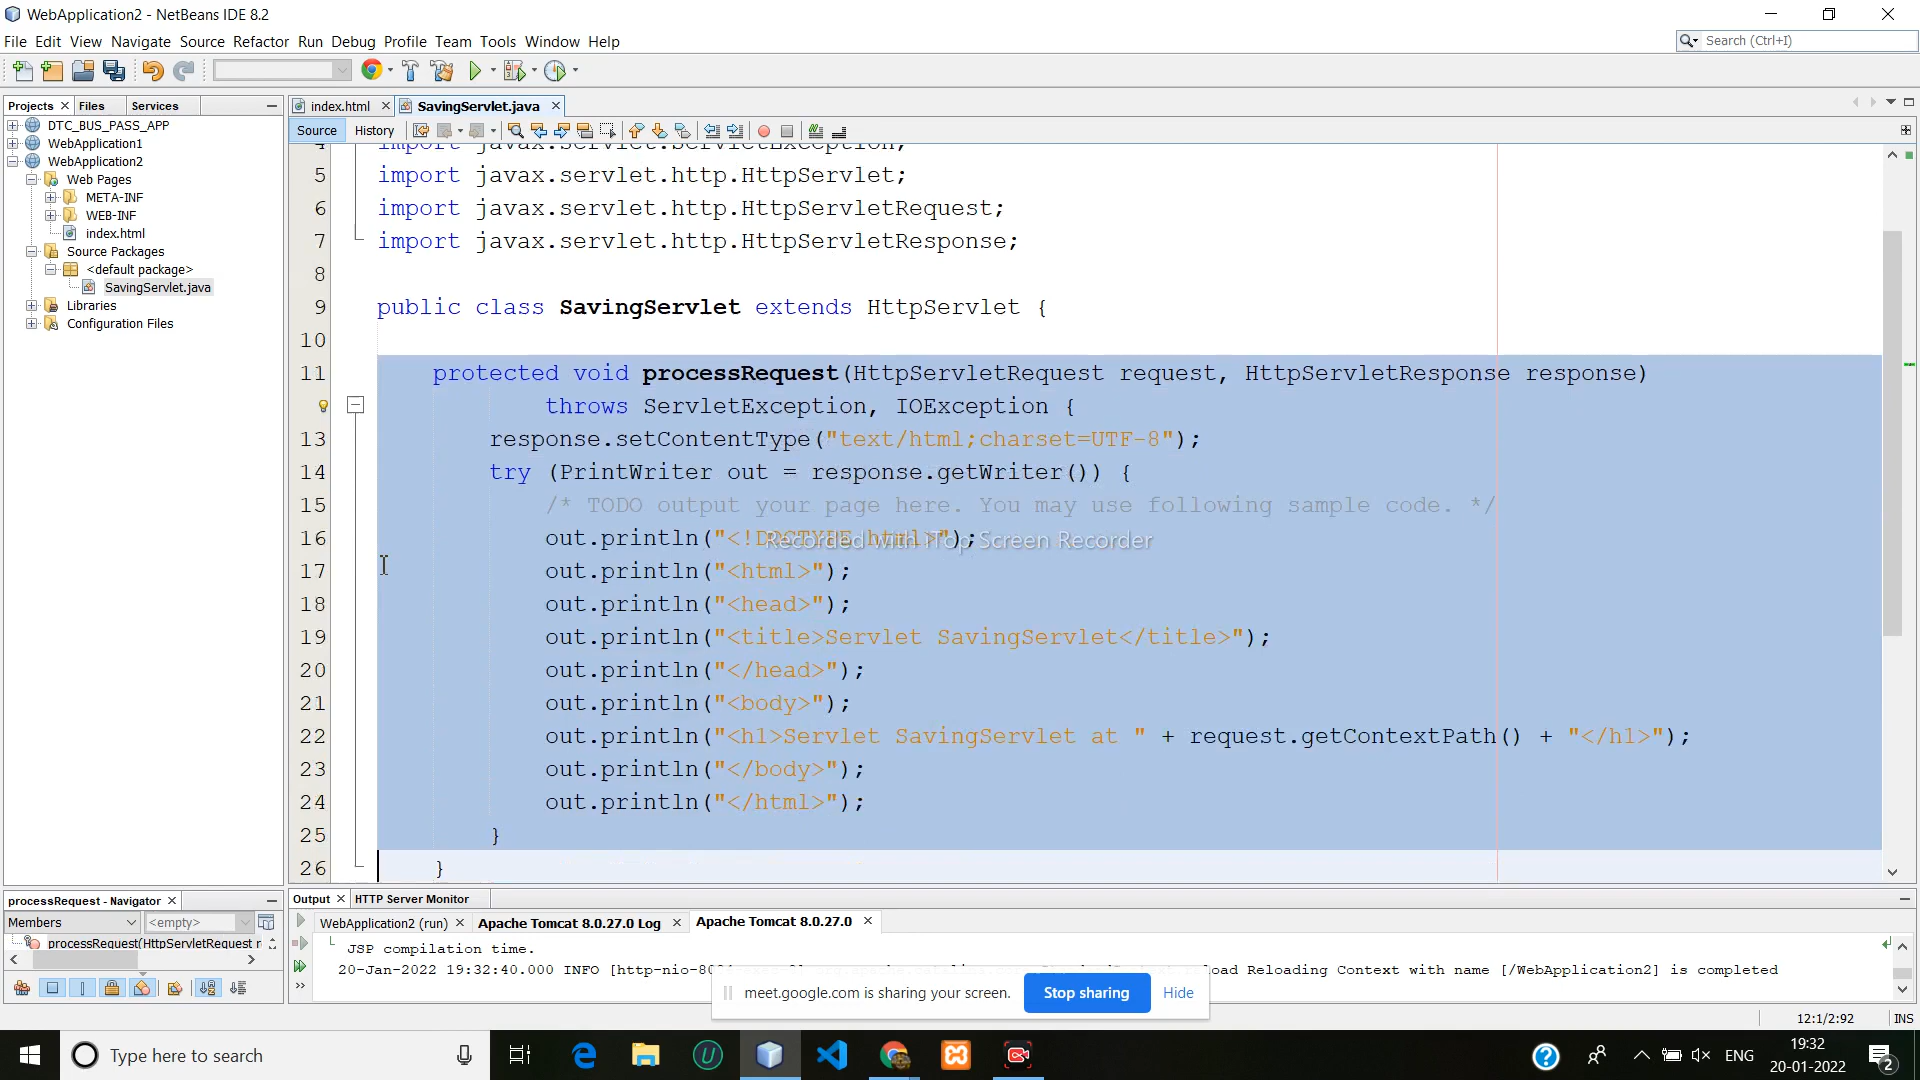 WebApplication2 - NetBeans IDE 8.2
File Edit View Navigate Source Refactor Run Debug Profile Team Tools Window Help
Search (Ctrl+I)
Projects Files Services
index.html SavingServlet.java
DTC_BUS_PASS_APP
WebApplication1
WebApplication2
Web Pages
META-INF
WEB-INF
index.html
Source Packages
<default package>
SavingServlet.java
Libraries
Configuration Files
Source History
4 import javax.servlet.ServletException;
5 import javax.servlet.http.HttpServlet;
6 import javax.servlet.http.HttpServletRequest;
7 import javax.servlet.http.HttpServletResponse;
8
9 public class SavingServlet extends HttpServlet {
10
11 protected void processRequest(HttpServletRequest request, HttpServletResponse response)
throws ServletException, IOException {
13 response.setContentType("text/html;charset=UTF-8");
14 try (PrintWriter out = response.getWriter()) {
15 /* TODO output your page here. You may use following sample code. */
16 out.println("<!DOCTYPE html>");
Recorded with iTop Screen Recorder
17 out.println("<html>");
18 out.println("<head>");
19 out.println("<title>Servlet SavingServlet</title>");
20 out.println("</head>");
21 out.println("<body>");
22 out.println("<h1>Servlet SavingServlet at " + request.getContextPath() + "</h1>");
23 out.println("</body>");
24 out.println("</html>");
25 }
26 }
processRequest - Navigator
Members <empty>
processRequest(HttpServletRequest r
Output HTTP Server Monitor
WebApplication2 (run) Apache Tomcat 8.0.27.0 Log Apache Tomcat 8.0.27.0
JSP compilation time.
20-Jan-2022 19:32:40.000 INFO [http-nio-80 Reloading Context with name [/WebApplication2] is completed
meet.google.com is sharing your screen. Stop sharing Hide
12:1/2:92 INS
Type here to search
ENG
19:32
20-01-2022
2